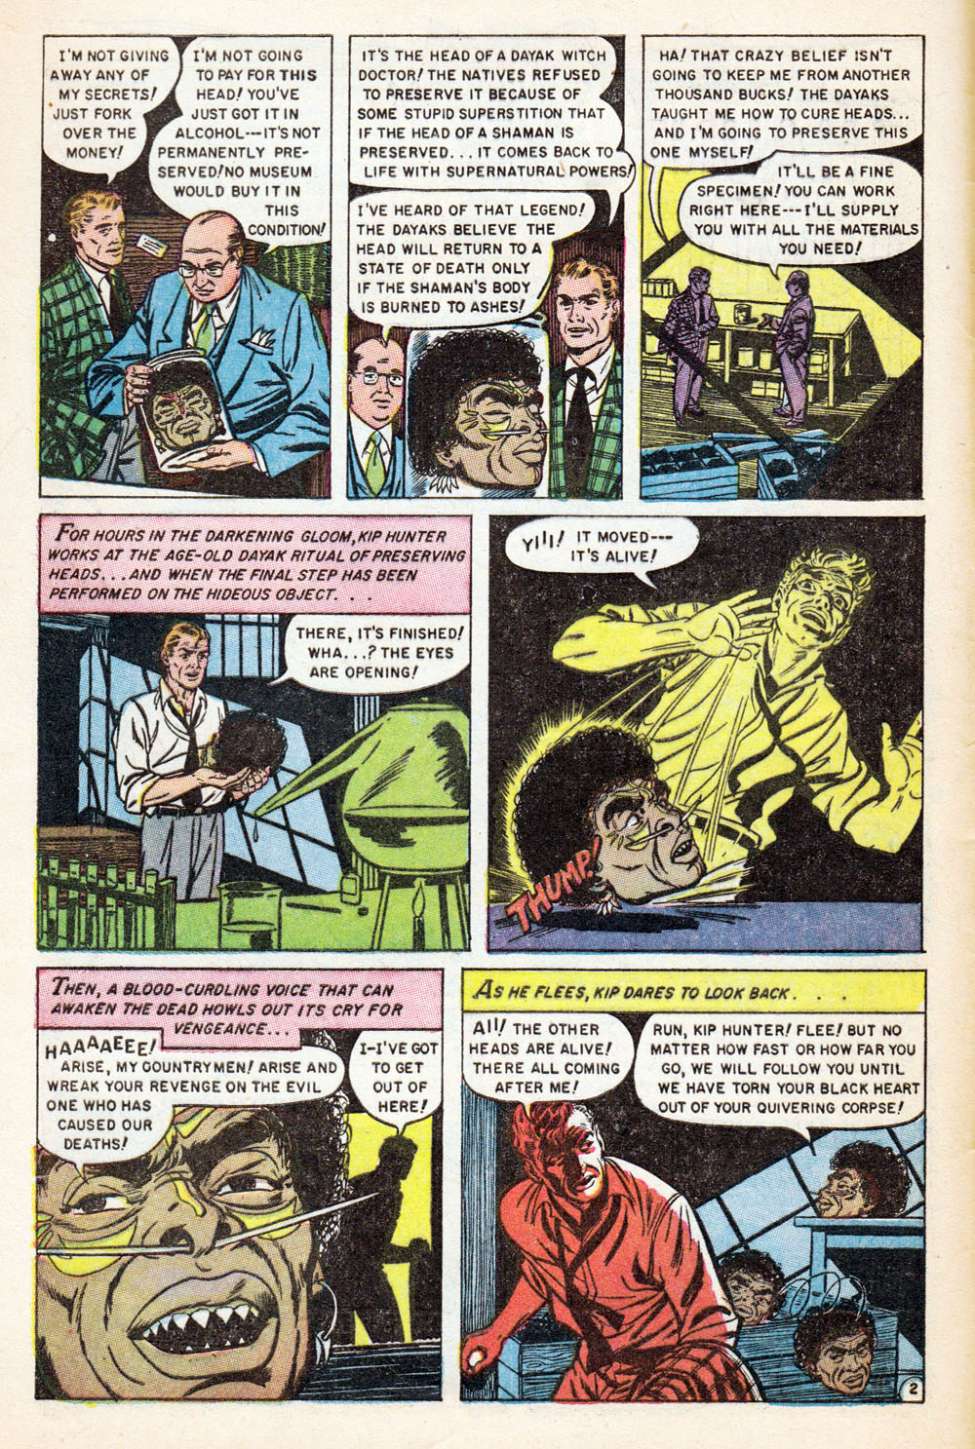 I'M NOT GIVING
AWAY ANY OF
MY SECRETS!
JUST FORK
OVER THE
MONEY!
I'M NOT GOING
TO PAY FOR THIS
HEAD! YOU'VE
JUST GOT IT IN
ALCOHOL---IT'S NOT
PERMANENTLY PRE-
SERVED! NO MUSEUM
WOULD BUY IT IN
THIS
CONDITION!
IT'S THE HEAD OF A DAYAK WITCH
DOCTOR! THE NATIVES REFUSED
TO PRESERVE IT BECAUSE OF
SOME STUPID SUPERSTITION THAT
IF THE HEAD OF A SHAMAN IS
PRESERVED...IT COMES BACK TO
LIFE WITH SUPERNATURAL POWERS!
I'VE HEARD OF THAT LEGEND!
THE DAYAKS BELIEVE THE
HEAD WILL RETURN TO A
STATE OF DEATH ONLY
IF THE SHAMAN'S BODY
IS BURNED TO ASHES!
HA! THAT CRAZY BELIEF ISN'T
GOING TO KEEP ME FROM ANOTHER
THOUSAND BUCKS! THE DAYAKS
TAUGHT ME HOW TO CURE HEADS...
AND I'M GOING TO PRESERVE THIS
ONE MYSELF!
IT'LL BE A FINE
SPECIMEN! YOU CAN WORK
RIGHT HERE---I'LL SUPPLY
YOU WITH ALL THE MATERIALS
YOU NEED!
FOR HOURS IN THE DARKENING GLOOM, KIP HUNTER
WORKS AT THE AGE-OLD DAYAK RITUAL OF PRESERVING
HEADS...AND WHEN THE FINAL STEP HAS BEEN
PERFORMED ON THE HIDEOUS OBJECT. . .
THERE, IT'S FINISHED!
WHA...? THE EYES
ARE OPENING!
YIII! IT MOVED---
IT'S ALIVE!
THUMP!
THEN, A BLOOD-CURDLING VOICE THAT CAN
AWAKEN THE DEAD HOWLS OUT ITS CRY FOR
VENGEANCE...
HAAAAEEE!
ARISE, MY COUNTRYMEN! ARISE AND
WREAK YOUR REVENGE ON THE EVIL
ONE WHO HAS
CAUSED OUR
DEATHS!
I-I'VE GOT
TO GET
OUT OF
HERE!
AS HE FLEES, KIP DARES TO LOOK BACK. . . .
AII! THE OTHER
HEADS ARE ALIVE!
THERE ALL COMING
AFTER ME!
RUN, KIP HUNTER! FLEE! BUT NO
MATTER HOW FAST OR HOW FAR YOU
GO, WE WILL FOLLOW YOU UNTIL
WE HAVE TORN YOUR BLACK HEART
OUT OF YOUR QUIVERING CORPSE!
2